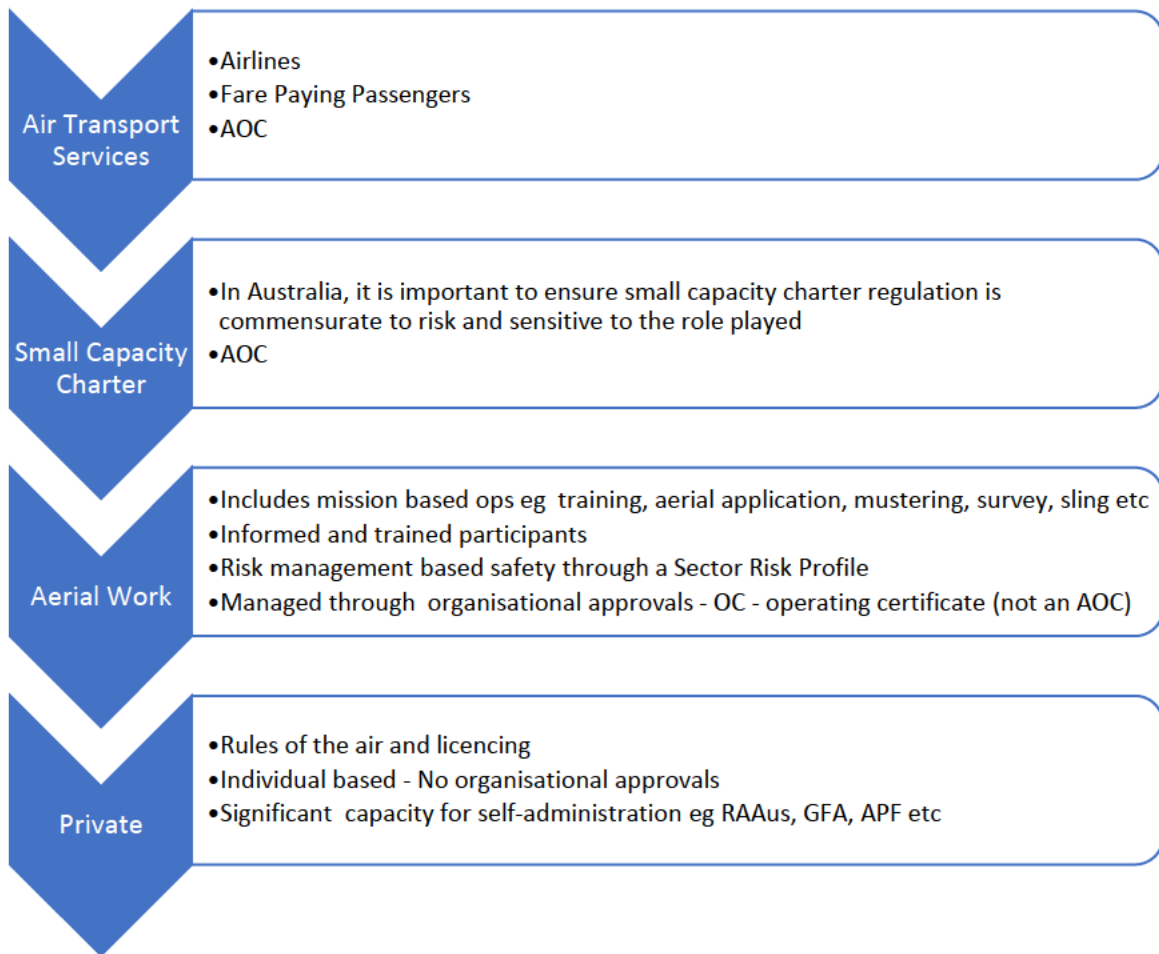 Air Transport
Services
•Airlines
•Fare Paying Passengers
•AOC
Small Capacity
Charter
•In Australia, it is important to ensure small capacity charter regulation is
commensurate to risk and sensitive to the role played
•AOC
Aerial Work
•Includes mission based ops eg  training, aerial application, mustering, survey, sling etc
•Informed and trained participants
•Risk management based safety through a Sector Risk Profile
•Managed through  organisational approvals - OC - operating certificate (not an AOC)
Private
•Rules of the air and licencing
•Individual based - No organisational approvals
•Significant  capacity for self-administration eg RAAus, GFA, APF etc